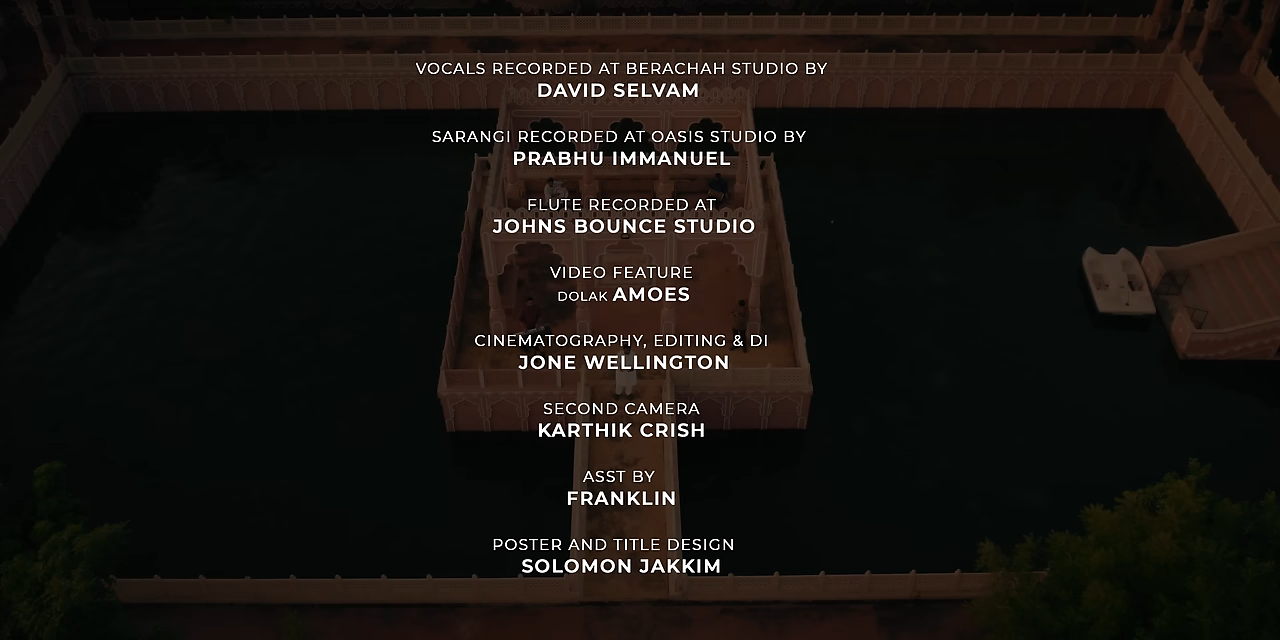 VOCALS RECORDED AT BERACHAH STUDIO BY
DAVID SELVAM
SARANGI RECORDED AT OASIS STUDIO BY
PRABHU IMMANUEL
FLUTE RECORDED AT
JOHNS BOUNCE STUDIO
VIDEO FEATURE
DOLAK AMOES
CINEMATOGRAPHY, EDITING & DI
JONE WELLINGTON
SECOND CAMERA
KARTHIK CRISH
ASST BY
FRANKLIN
POSTER AND TITLE DESIGN
SOLOMON JAKKIM